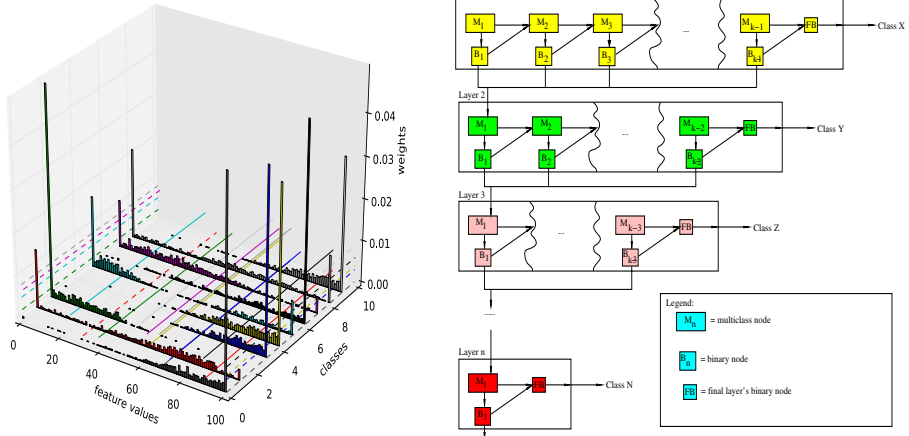 0.04
0.03
0.02
0.01
0.00
weights
0
20
40
60
80
100
feature values
0
2
4
6
8
10
classes
M1
M2
M3
...
Mk−1
FB
Class X
B1
B2
B3
Bk-1
Layer 2
M1
M2
...
Mk−2
FB
Class Y
B1
B2
Bk-2
Layer 3
M1
...
Mk−3
FB
Class Z
B1
Bk-3
.....
Layer n
M1
FB
Class N
B1
Legend:
Mn = multiclass node
Bn = binary node
FB = final layer's binary node